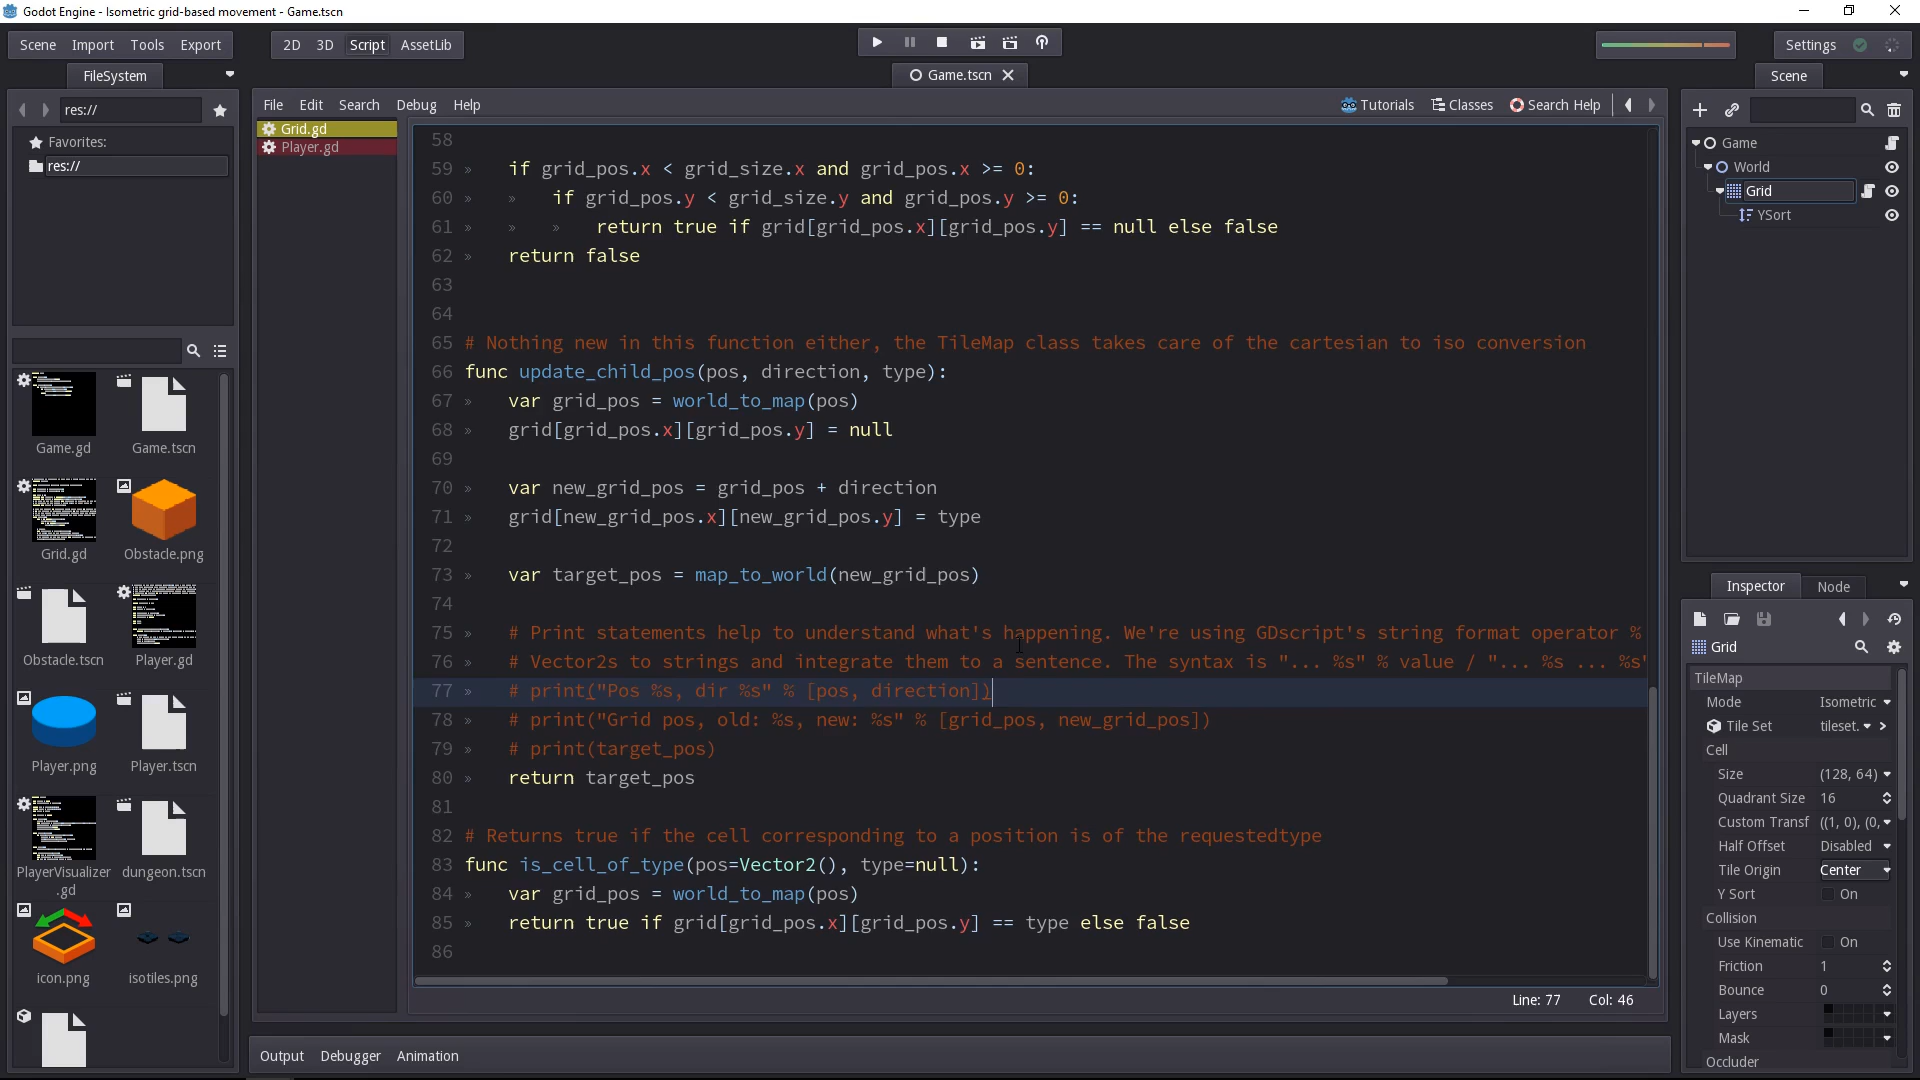 Godot Engine - Isometric grid-based movement - Game.tscn
Scene Import Tools Export
2D 3D Script AssetLib
Settings
FileSystem
Game.tscn
Scene
res://
Favorites:
res://
Game.gd
Game.tscn
Grid.gd
Obstacle.png
Obstacle.tscn
Player.gd
Player.png
Player.tscn
PlayerVisualizer
.gd
dungeon.tscn
icon.png
isotiles.png
File Edit Search Debug Help
Tutorials Classes Search Help
Grid.gd
Player.gd
58
59 » if grid_pos.x < grid_size.x and grid_pos.x >= 0:
60 » » if grid_pos.y < grid_size.y and grid_pos.y >= 0:
61 » » » return true if grid[grid_pos.x][grid_pos.y] == null else false
62 » return false
63
64
65 # Nothing new in this function either, the TileMap class takes care of the cartesian to iso conversion
66 func update_child_pos(pos, direction, type):
67 » var grid_pos = world_to_map(pos)
68 » grid[grid_pos.x][grid_pos.y] = null
69
70 » var new_grid_pos = grid_pos + direction
71 » grid[new_grid_pos.x][new_grid_pos.y] = type
72
73 » var target_pos = map_to_world(new_grid_pos)
74
75 » # Print statements help to understand what's happening. We're using GDscript's string format operator %
76 » # Vector2s to strings and integrate them to a sentence. The syntax is "... %s" % value / "... %s ... %s"
77 » # print("Pos %s, dir %s" % [pos, direction])
78 » # print("Grid pos, old: %s, new: %s" % [grid_pos, new_grid_pos])
79 » # print(target_pos)
80 » return target_pos
81
82 # Returns true if the cell corresponding to a position is of the requestedtype
83 func is_cell_of_type(pos=Vector2(), type=null):
84 » var grid_pos = world_to_map(pos)
85 » return true if grid[grid_pos.x][grid_pos.y] == type else false
86
Line: 77 Col: 46
Output Debugger Animation
Game
World
Grid
YSort
Inspector Node
Grid
TileMap
Mode Isometric
Tile Set tileset.
Cell
Size (128, 64)
Quadrant Size 16
Custom Transf ((1, 0), (0,
Half Offset Disabled
Tile Origin Center
Y Sort On
Collision
Use Kinematic On
Friction 1
Bounce 0
Layers
Mask
Occluder